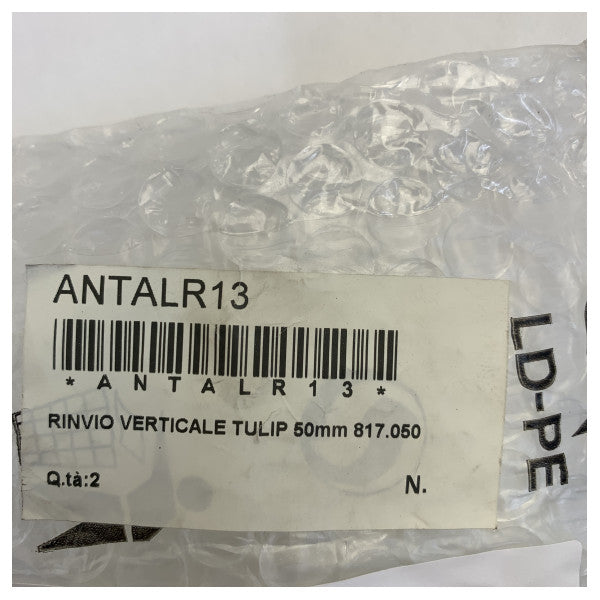 ANTALR13
*ANTALR13*
RINVIO VERTICALE TULIP 50mm 817.050
Q.tà:2
N.
LD-PE